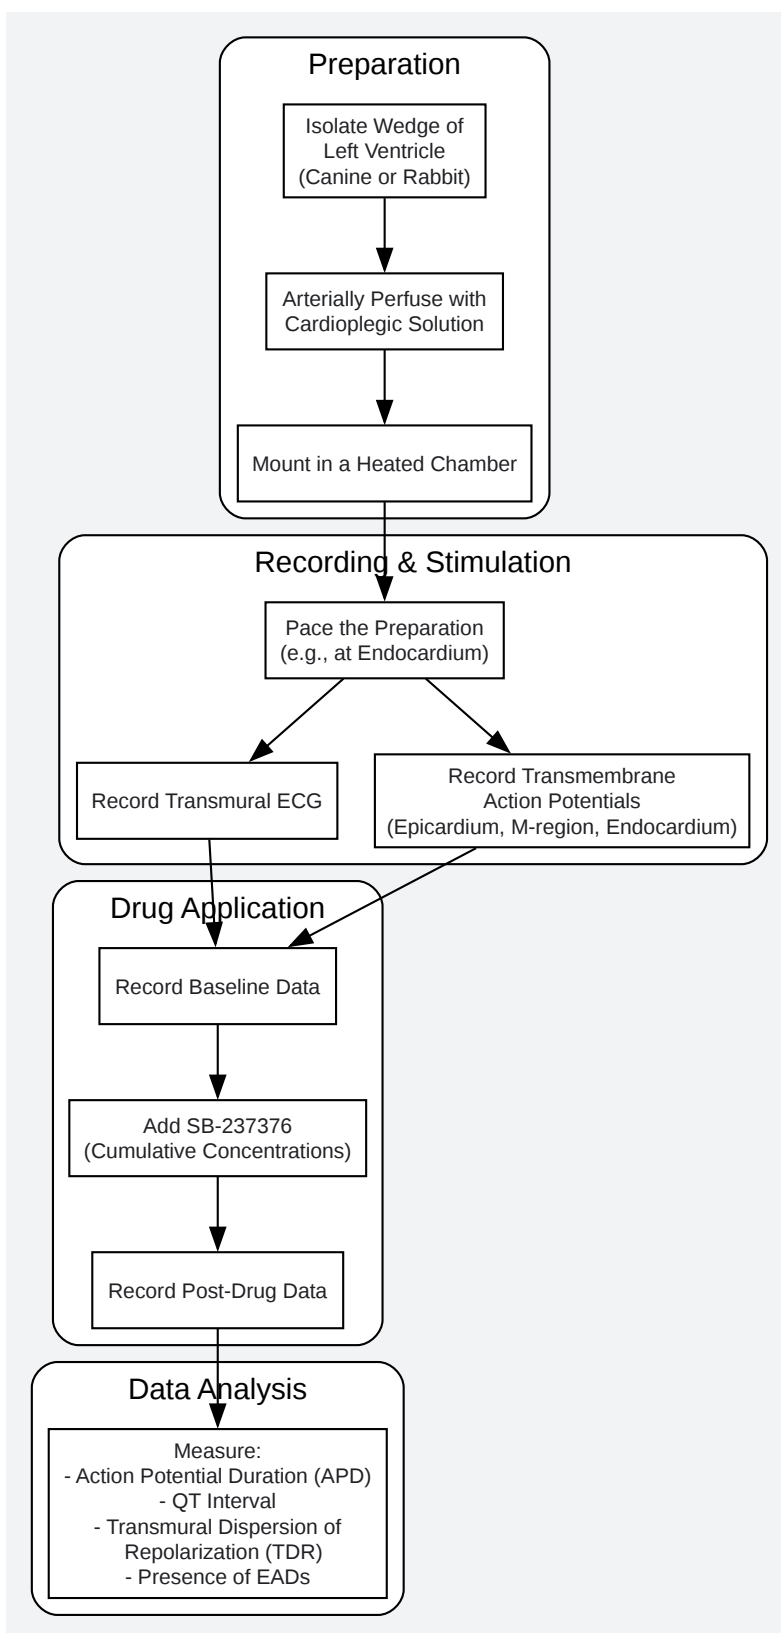 Preparation
Isolate Wedge of
Left Ventricle
(Canine or Rabbit)
Arterially Perfuse with
Cardioplegic Solution
Mount in a Heated Chamber
Recording & Stimulation
Pace the Preparation
(e.g., at Endocardium)
Record Transmural ECG
Record Transmembrane
Action Potentials
(Epicardium, M-region, Endocardium)
Drug Application
Record Baseline Data
Add SB-237376
(Cumulative Concentrations)
Record Post-Drug Data
Data Analysis
Measure:
- Action Potential Duration (APD)
- QT Interval
- Transmural Dispersion of
Repolarization (TDR)
- Presence of EADs